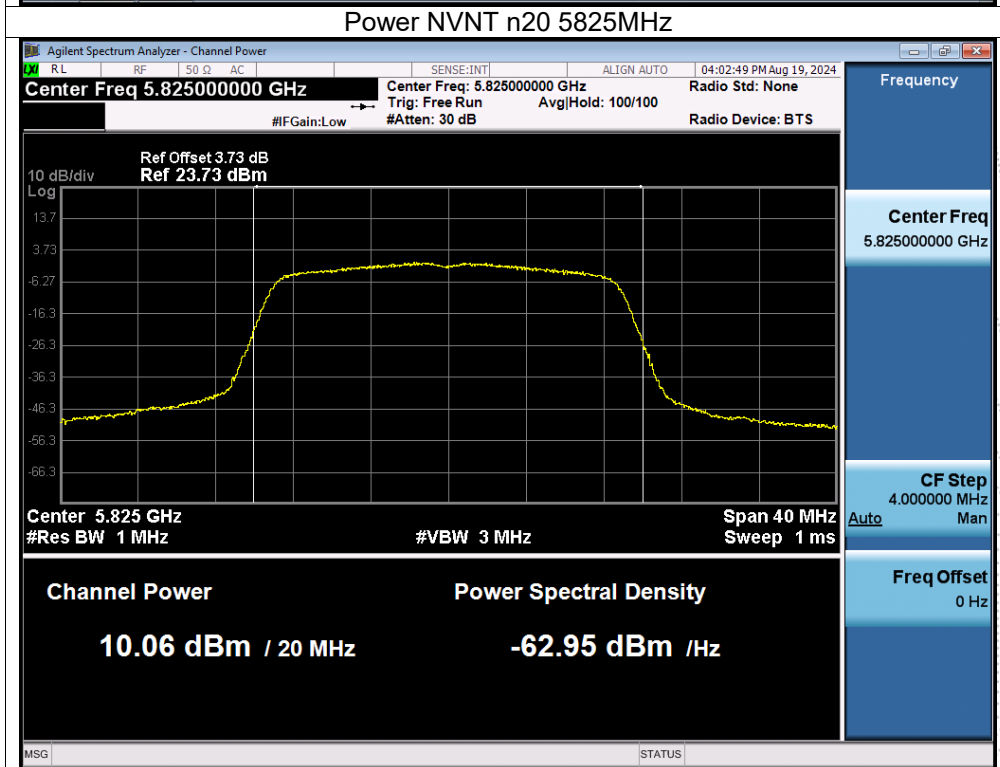 Power NVNT n20 5825MHz
Agilent Spectrum Analyzer - Channel Power
LXI RL RF 50 Ω AC SENSE:INT ALIGN AUTO 04:02:49 PM Aug 19, 2024
Center Freq 5.825000000 GHz
Center Freq: 5.825000000 GHz Radio Std: None
Trig: Free Run Avg|Hold: 100/100
#IFGain:Low #Atten: 30 dB Radio Device: BTS
Ref Offset 3.73 dB
10 dB/div Ref 23.73 dBm
Log
13.7
3.73
-6.27
-16.3
-26.3
-36.3
-46.3
-56.3
-66.3
Center 5.825 GHz Span 40 MHz
#Res BW 1 MHz #VBW 3 MHz Sweep 1 ms
Channel Power Power Spectral Density
10.06 dBm / 20 MHz -62.95 dBm /Hz
Frequency
Center Freq
5.825000000 GHz
CF Step
4.000000 MHz
Auto Man
Freq Offset
0 Hz
MSG STATUS